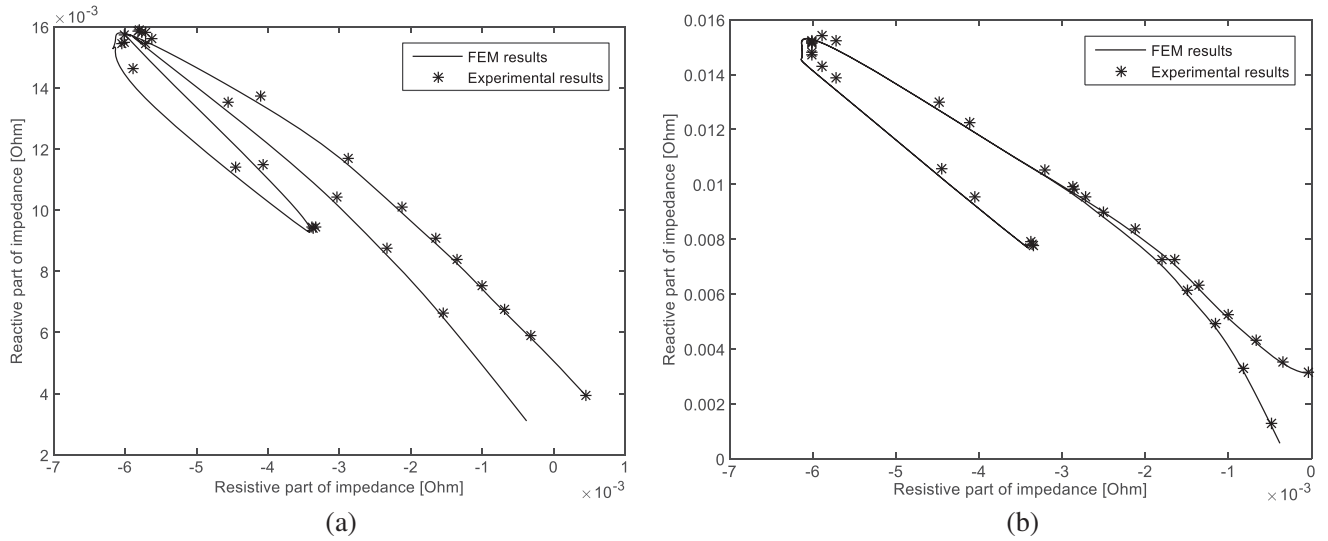 × 10⁻³
16
14
12
10
8
6
4
2
Reactive part of impedance [Ohm]
FEM results
Experimental results
-7 -6 -5 -4 -3 -2 -1 0 1
Resistive part of impedance [Ohm]
× 10⁻³
(a)
0.016
0.014
0.012
0.01
0.008
0.006
0.004
0.002
0
Reactive part of impedance [Ohm]
FEM results
Experimental results
-7 -6 -5 -4 -3 -2 -1 0
Resistive part of impedance [Ohm]
× 10⁻³
(b)